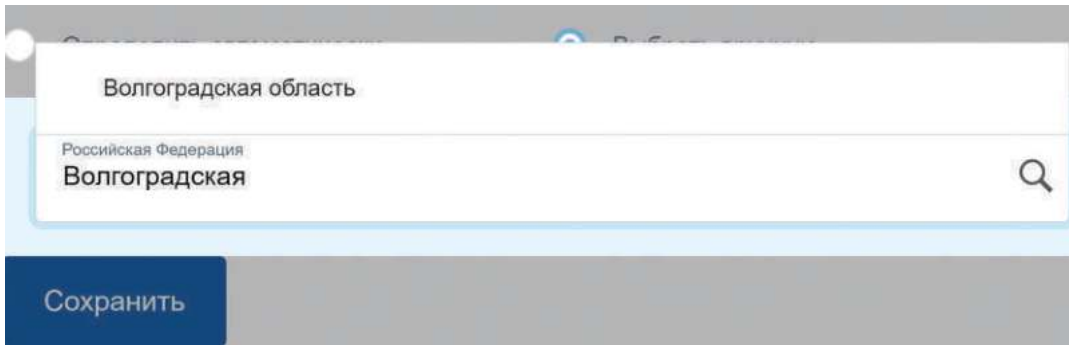 Волгоградская область
Российская Федерация
Волгоградская
Сохранить